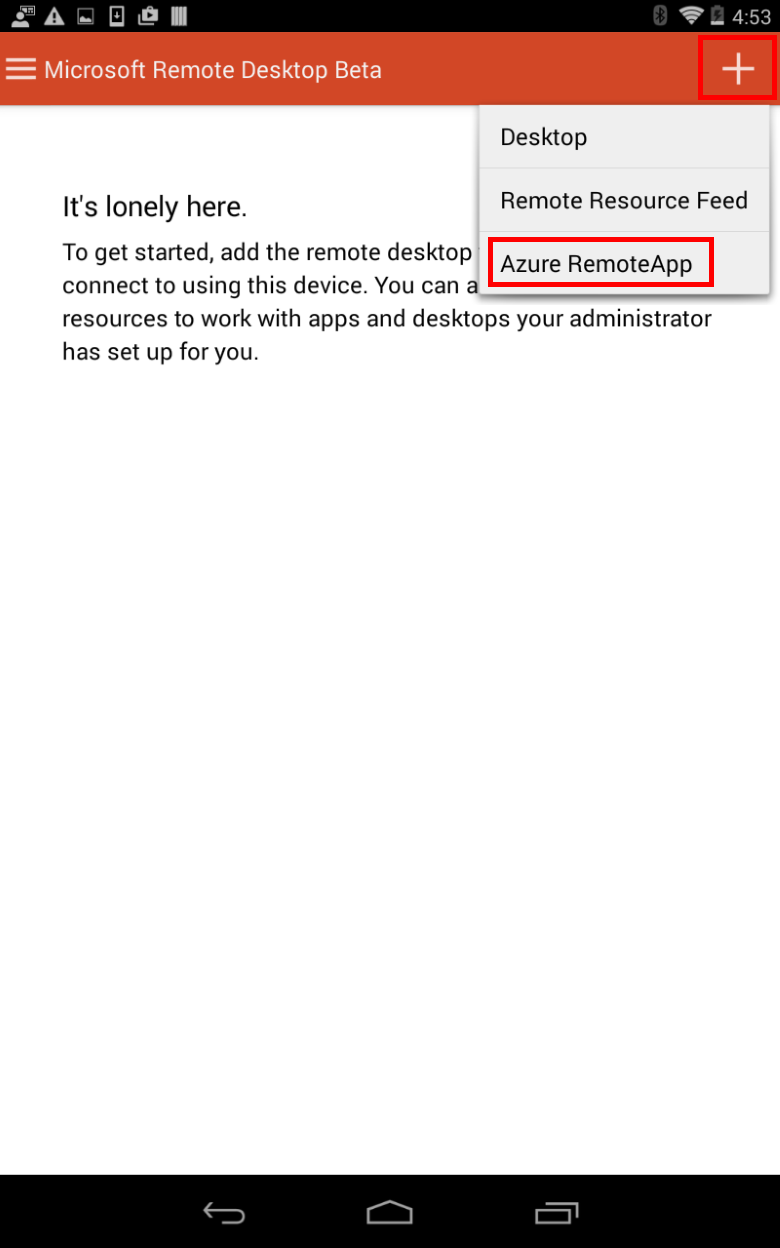 4:53
Microsoft Remote Desktop Beta
Desktop
Remote Resource Feed
Azure RemoteApp
It's lonely here.
To get started, add the remote desktop
connect to using this device. You can a
resources to work with apps and desktops your administrator
has set up for you.